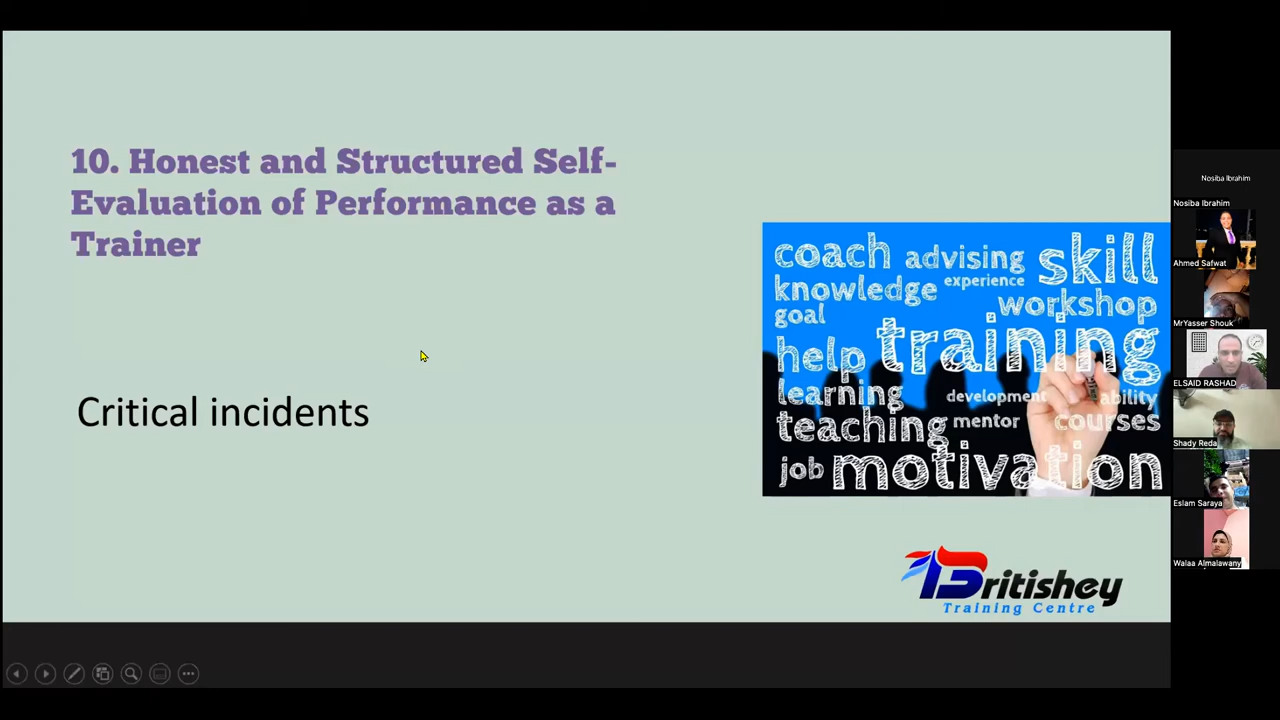 10. Honest and Structured Self-
Evaluation of Performance as a
Trainer
Critical incidents
coach advising skill
knowledge experience
goal workshop
help training
learning development ability
teaching mentor courses
job motivation
Britishey
Training Centre
Nosiba Ibrahim
Nosiba Ibrahim
Ahmed Safwat
MrYasser Shouk
ELSAID RASHAD
Shady Reda
Eslam Saraya
Walaa Almalawany